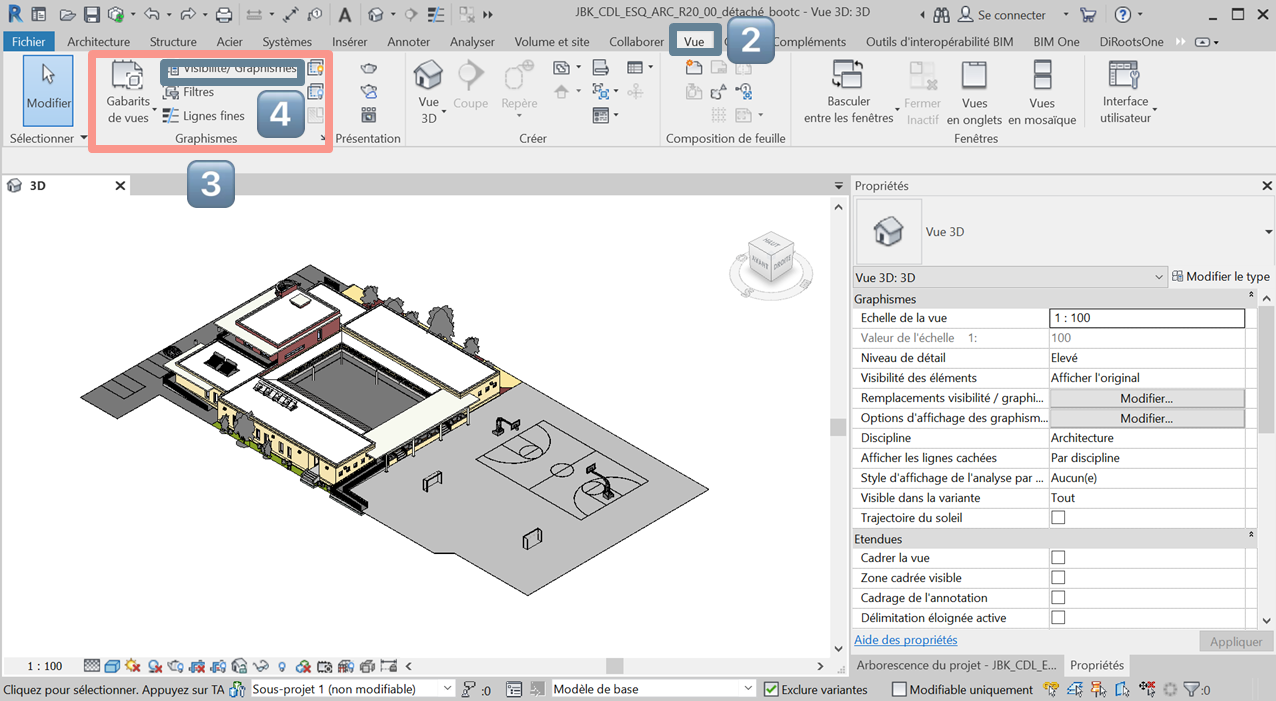 JBK_CDL_ESQ_ARC_R20_00_détaché_bootc - Vue 3D: 3D
Se connecter
Fichier
Architecture
Structure
Acier
Systèmes
Insérer
Annoter
Analyser
Volume et site
Collaborer
Vue
2
Compléments
Outils d'interopérabilité BIM
BIM One
DiRootsOne
Modifier
Sélectionner
Gabarits
de vues
Visibilité/ Graphismes
Filtres
Lignes fines
4
Graphismes
Présentation
Vue
3D
Coupe
Repère
Créer
Composition de feuille
Basculer
entre les fenêtres
Fermer
Inactif
Vues
en onglets
Vues
en mosaïque
Fenêtres
Interface
utilisateur
3
3D
HAUT
AVANT
DROITE
Propriétés
Vue 3D
Vue 3D: 3D
Modifier le type
Graphismes
Echelle de la vue 1 : 100
Valeur de l'échelle 1: 100
Niveau de détail Elevé
Visibilité des éléments Afficher l'original
Remplacements visibilité / graphi... Modifier...
Options d'affichage des graphism... Modifier...
Discipline Architecture
Afficher les lignes cachées Par discipline
Style d'affichage de l'analyse par ... Aucun(e)
Visible dans la variante Tout
Trajectoire du soleil
Etendues
Cadrer la vue
Zone cadrée visible
Cadrage de l'annotation
Délimitation éloignée active
Aide des propriétés
Appliquer
Arborescence du projet - JBK_CDL_E...
Propriétés
1 : 100
Cliquez pour sélectionner. Appuyez sur TA
Sous-projet 1 (non modifiable)
:0
Modèle de base
Exclure variantes
Modifiable uniquement
:0